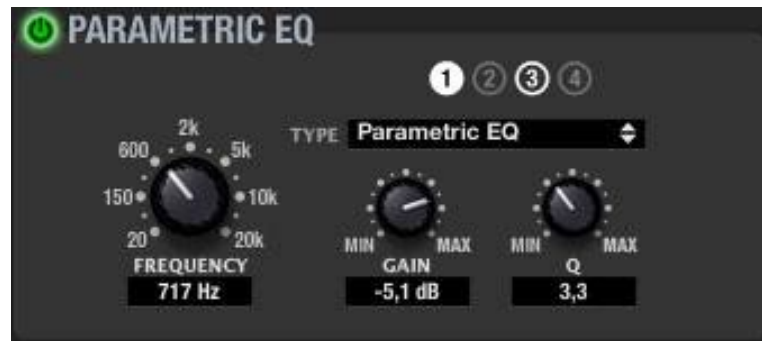 PARAMETRIC EQ
1 2 3 4
TYPE Parametric EQ
2k
600 5k
150 10k
20 20k
MIN MAX MIN MAX
FREQUENCY GAIN Q
717 Hz -5,1 dB 3,3